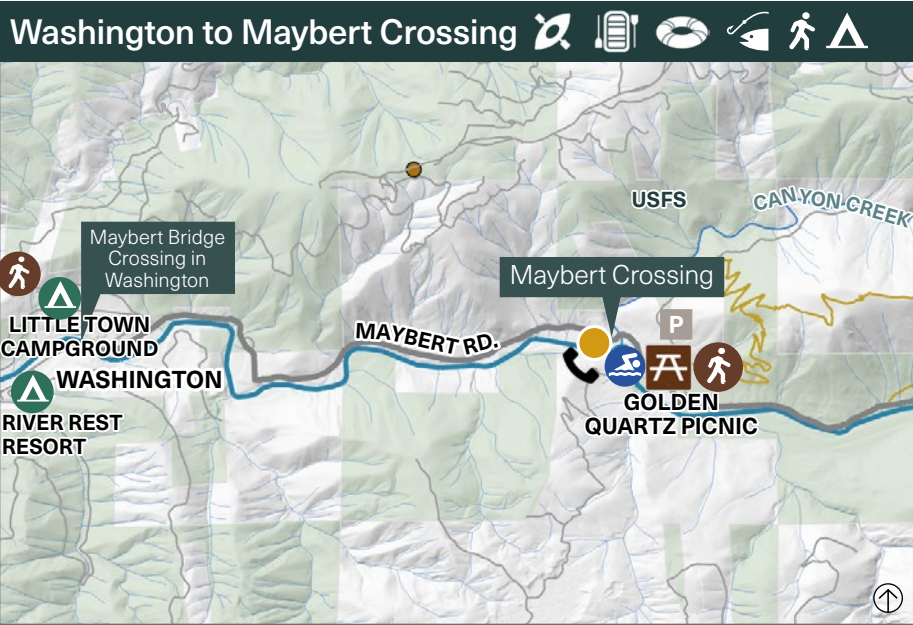 Washington to Maybert Crossing
USFS
CANYON CREEK
Maybert Bridge
Crossing in
Washington
Maybert Crossing
P
LITTLE TOWN
CAMPGROUND
MAYBERT RD.
WASHINGTON
RIVER REST
RESORT
GOLDEN
QUARTZ PICNIC